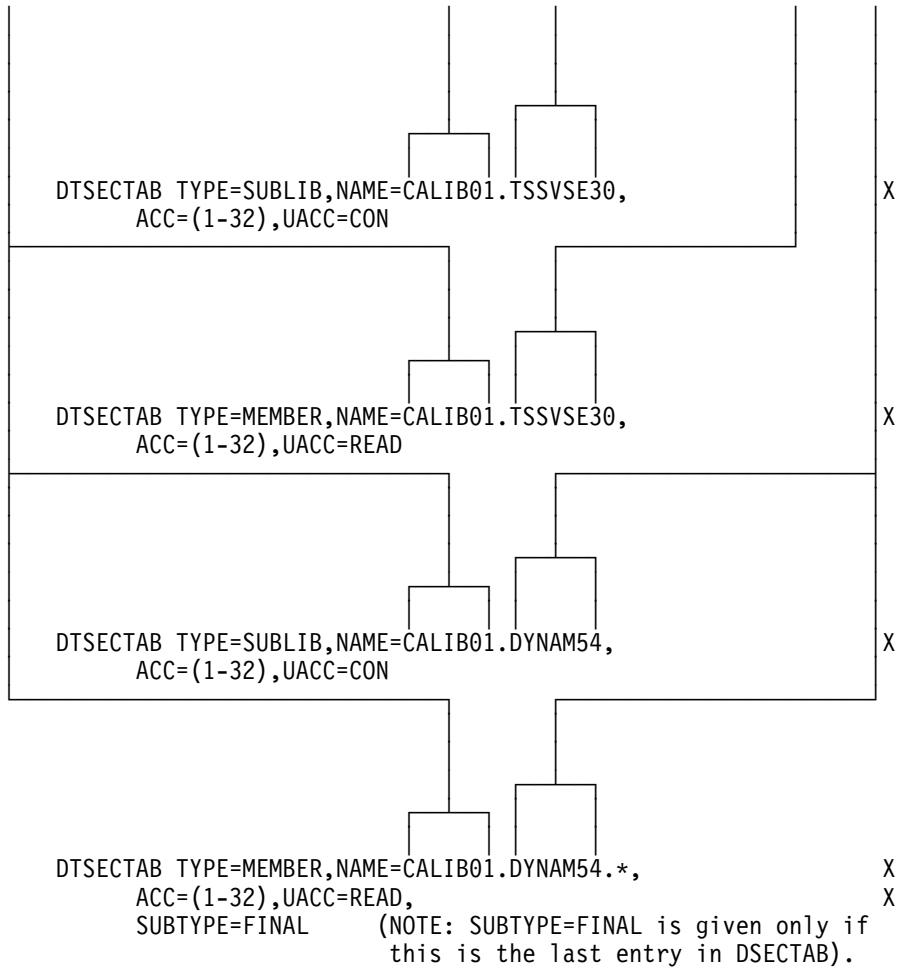 DTSECTAB TYPE=SUBLIB,NAME=CALIB01.TSSVSE30, X
ACC=(1-32),UACC=CON
DTSECTAB TYPE=MEMBER,NAME=CALIB01.TSSVSE30, X
ACC=(1-32),UACC=READ
DTSECTAB TYPE=SUBLIB,NAME=CALIB01.DYNAM54, X
ACC=(1-32),UACC=CON
DTSECTAB TYPE=MEMBER,NAME=CALIB01.DYNAM54.*, X
ACC=(1-32),UACC=READ, X
SUBTYPE=FINAL (NOTE: SUBTYPE=FINAL is given only if
this is the last entry in DSECTAB).